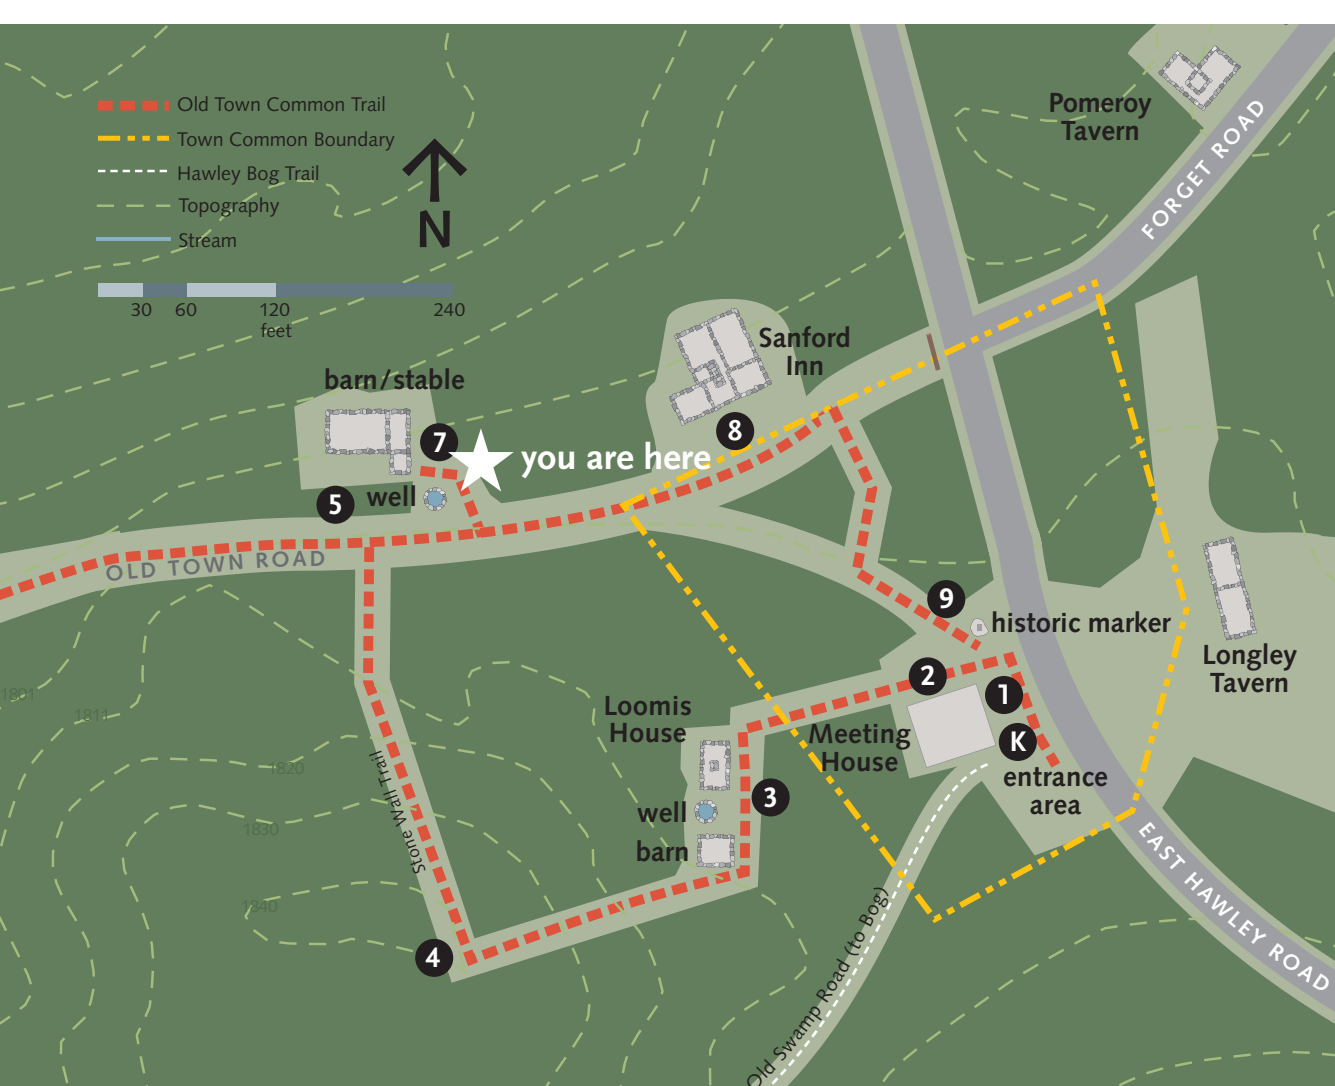 Old Town Common Trail
Town Common Boundary
Hawley Bog Trail
Topography
Stream
N
30 60 120 240
feet
Pomeroy
Tavern
FORGET ROAD
Sanford
Inn
8
barn/stable
7
you are here
5
well
OLD TOWN ROAD
9
historic marker
Longley
Tavern
2
1
K
Meeting
House
entrance
area
Loomis
House
3
well
barn
1801
1811
1820
1830
1840
Stone Wall Trail
4
Old Swamp Road (to Bog)
EAST HAWLEY ROAD